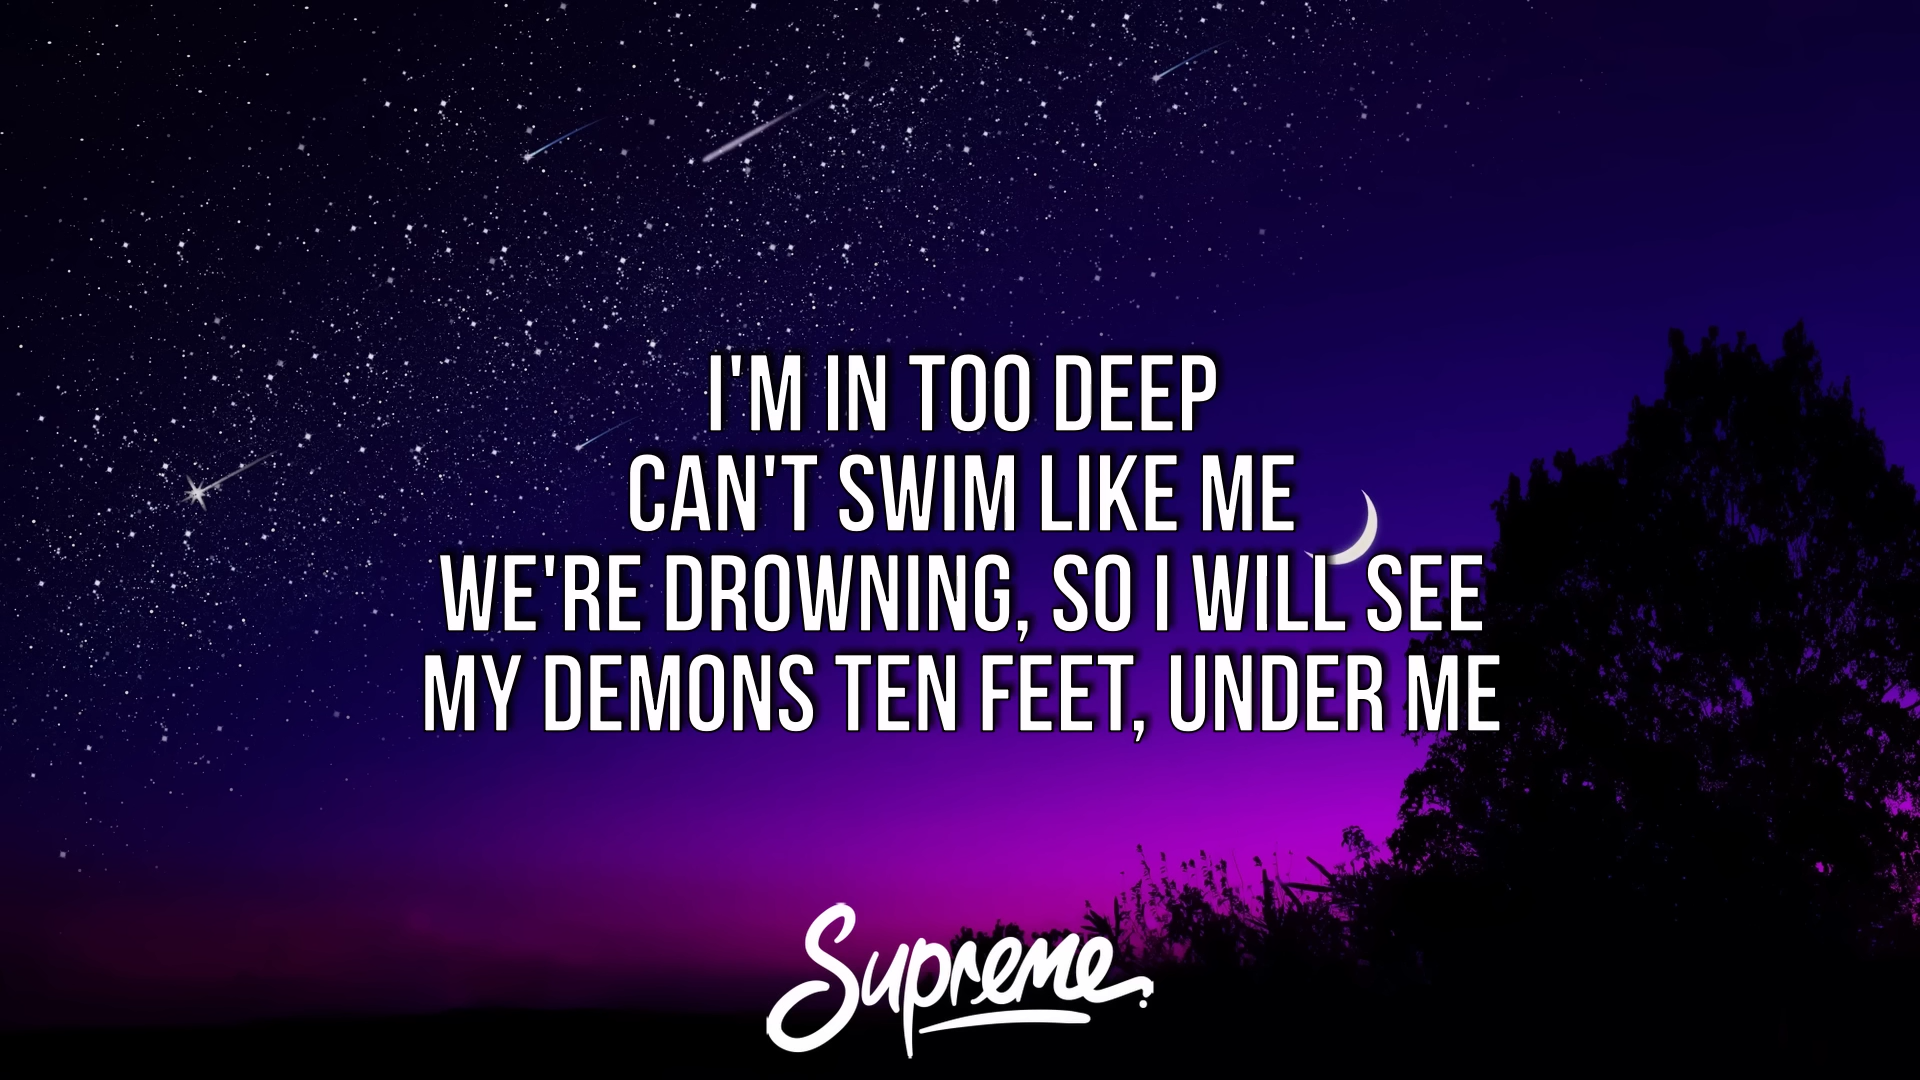 I'M IN TOO DEEP
CAN'T SWIM LIKE ME
WE'RE DROWNING, SO I WILL SEE
MY DEMONS TEN FEET, UNDER ME
Supreme.